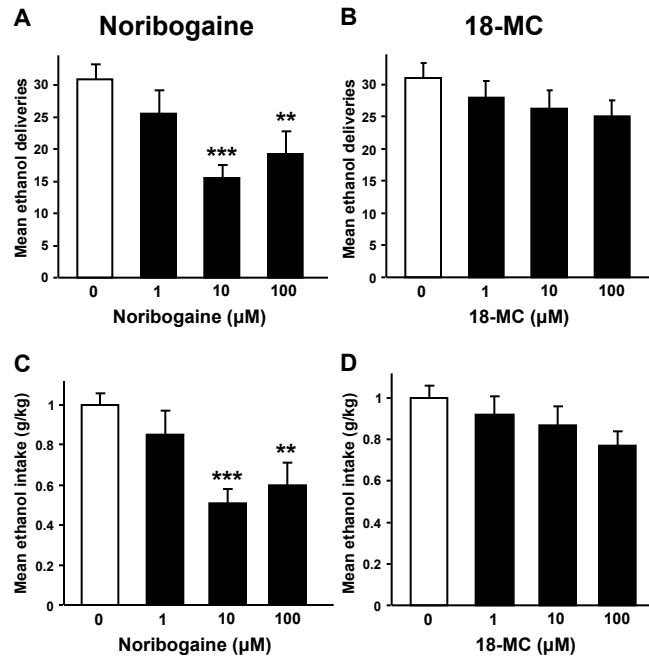 A
Noribogaine
Mean ethanol deliveries
30
25
20
15
10
5
0
***
**
0 1 10 100
Noribogaine (µM)
B
18-MC
Mean ethanol deliveries
30
25
20
15
10
5
0
0 1 10 100
18-MC (µM)
C
Mean ethanol intake (g/kg)
1
0.8
0.6
0.4
0.2
0
***
**
0 1 10 100
Noribogaine (µM)
D
Mean ethanol intake (g/kg)
1
0.8
0.6
0.4
0.2
0
0 1 10 100
18-MC (µM)